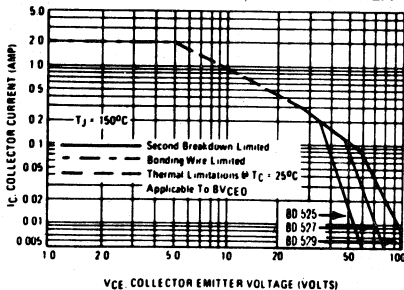 5.0
2.0
1.0
0.5
0.2
0.1
0.05
0.02
0.01
0.005
IC. COLLECTOR CURRENT (AMP)
TJ = 150°C
Second Breakdown Limited
Bonding Wire Limited
Thermal Limitations @ TC = 25°C
Applicable To BVCEO
BD 525
BD 527
BD 529
1.0 2.0 5.0 10 20 50 100
VCE. COLLECTOR EMITTER VOLTAGE (VOLTS)